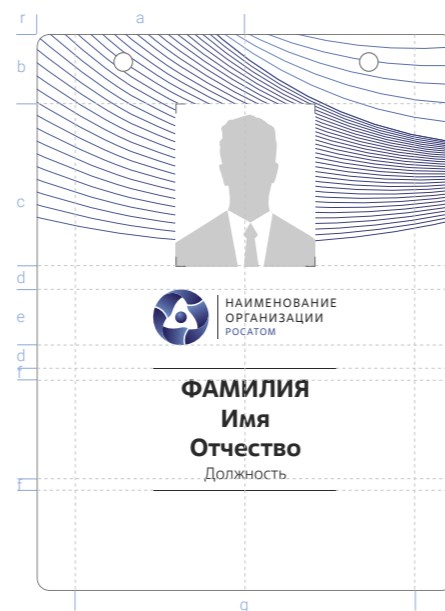 r
a
b
c
d
e
НАИМЕНОВАНИЕ
ОРГАНИЗАЦИИ
РОСАТОМ
d
f
ФАМИЛИЯ
Имя
Отчество
Должность
f
g